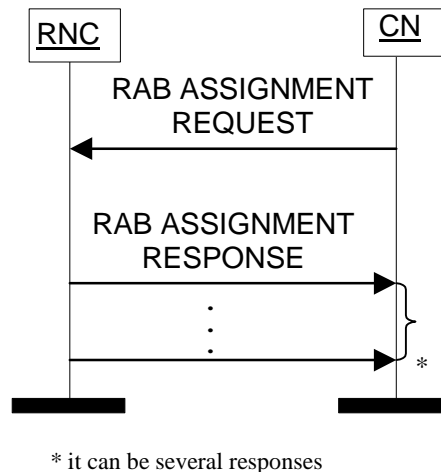 RNC
CN
RAB ASSIGNMENT
REQUEST
RAB ASSIGNMENT
RESPONSE
*
* it can be several responses